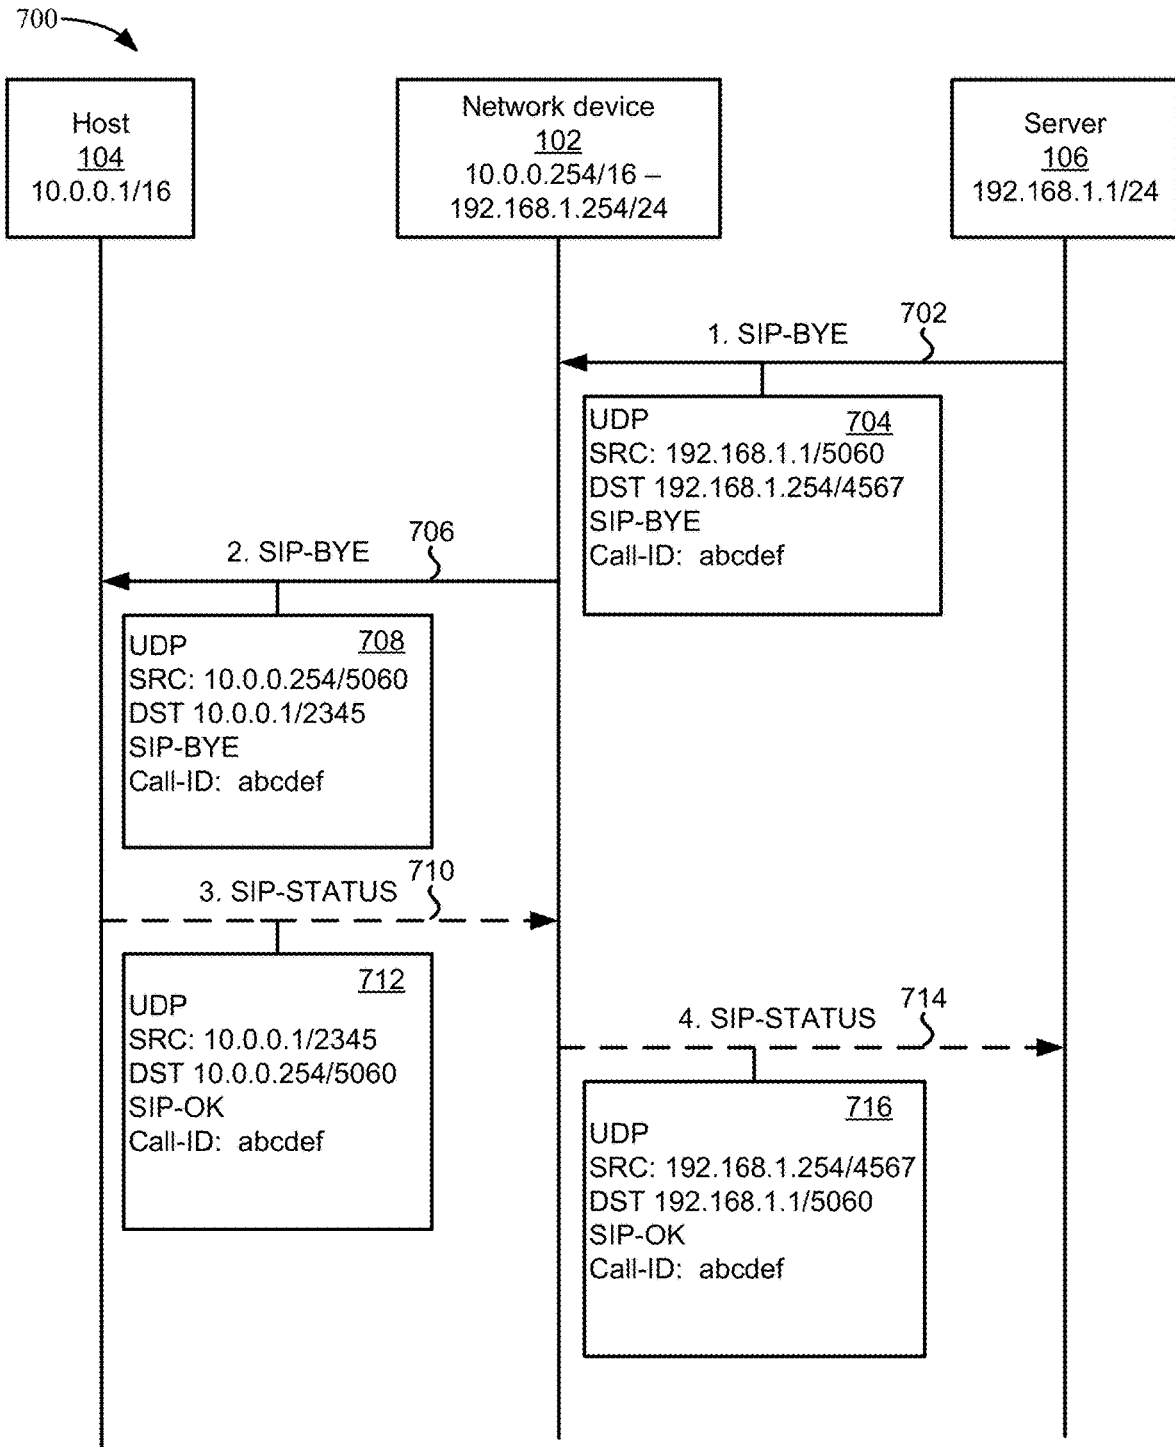 700
Host
104
10.0.0.1/16
Network device
102
10.0.0.254/16 –
192.168.1.254/24
Server
106
192.168.1.1/24
1. SIP-BYE
702
704
UDP
SRC: 192.168.1.1/5060
DST 192.168.1.254/4567
SIP-BYE
Call-ID: abcdef
2. SIP-BYE
706
708
UDP
SRC: 10.0.0.254/5060
DST 10.0.0.1/2345
SIP-BYE
Call-ID: abcdef
3. SIP-STATUS
710
712
UDP
SRC: 10.0.0.1/2345
DST 10.0.0.254/5060
SIP-OK
Call-ID: abcdef
4. SIP-STATUS
714
716
UDP
SRC: 192.168.1.254/4567
DST 192.168.1.1/5060
SIP-OK
Call-ID: abcdef